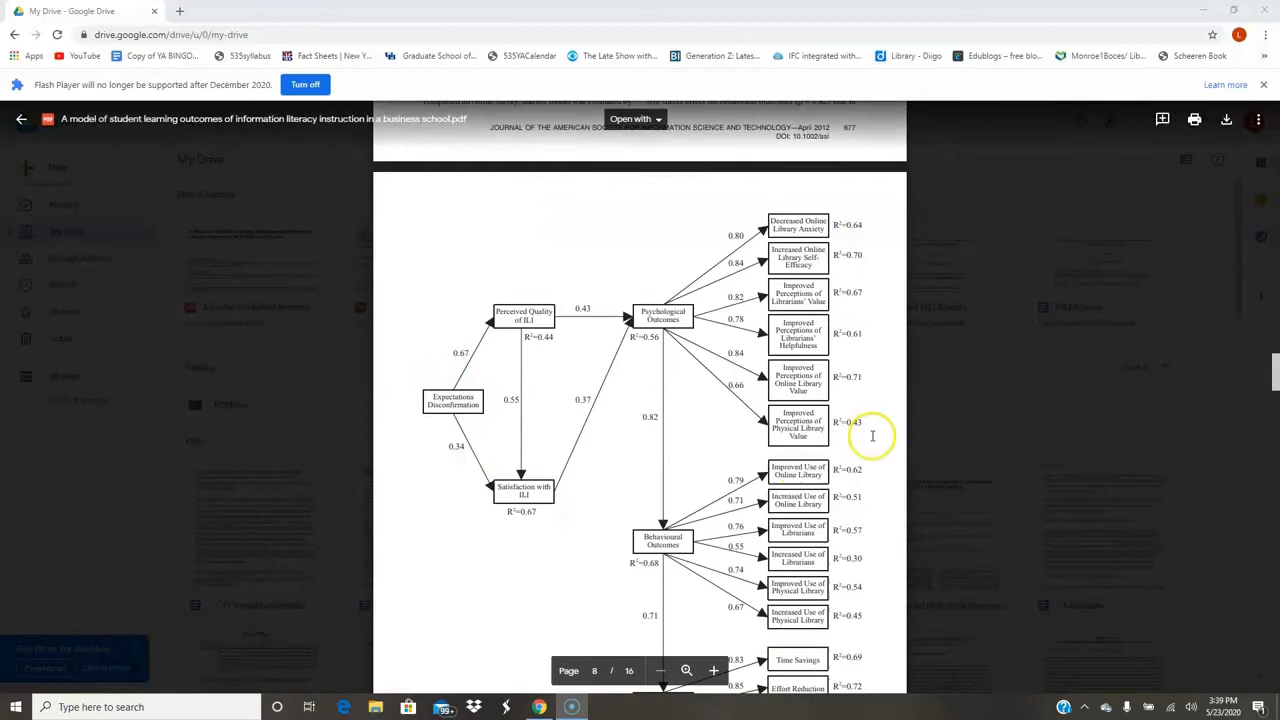 My Drive - Google Drive
drive.google.com/drive/u/0/my-drive
Apps
YouTube
Copy of YA BINGO...
535syllabus
Fact Sheets | New Y...
Graduate School of...
535YACalendar
The Late Show with...
Generation Z: Lates...
IFC integrated with...
Library - Diigo
Edublogs – free blo...
Monroe1Boces/ Lib...
Scheeren Book
Flash Player will no longer be supported after December 2020.
Turn off
Learn more
A model of student learning outcomes of information literacy instruction in a business school.pdf
Open with
JOURNAL OF THE AMERICAN SOCIETY FOR INFORMATION SCIENCE AND TECHNOLOGY—April 2012 677
DOI: 10.1002/asi
My Drive
New
Decreased Online
Library Anxiety
R²=0.64
0.80
Increased Online
Library Self-
Efficacy
R²=0.70
0.84
Improved
Perceptions of
Librarians' Value
R²=0.67
0.82
Perceived Quality
of ILI
0.43
Psychological
Outcomes
0.78
Improved
Perceptions of
Librarians'
Helpfulness
R²=0.61
R²=0.44
R²=0.56
0.67
0.84
Improved
Perceptions of
Online Library
Value
R²=0.71
0.66
Expectations
Disconfirmation
0.55
0.37
0.82
Improved
Perceptions of
Physical Library
Value
R²=0.43
0.34
Satisfaction with
ILI
R²=0.67
0.79
Improved Use of
Online Library
R²=0.62
0.71
Increased Use of
Online Library
R²=0.51
Behavioural
Outcomes
R²=0.68
0.76
Improved Use of
Librarians
R²=0.57
0.55
Increased Use of
Librarians
R²=0.30
0.74
Improved Use of
Physical Library
R²=0.54
0.67
Increased Use of
Physical Library
R²=0.45
0.71
0.83
Time Savings
R²=0.69
0.85
Effort Reduction
R²=0.72
Page 8 / 16
Download
Learn more
Type here to search
99+
3:39 PM
5/23/2020